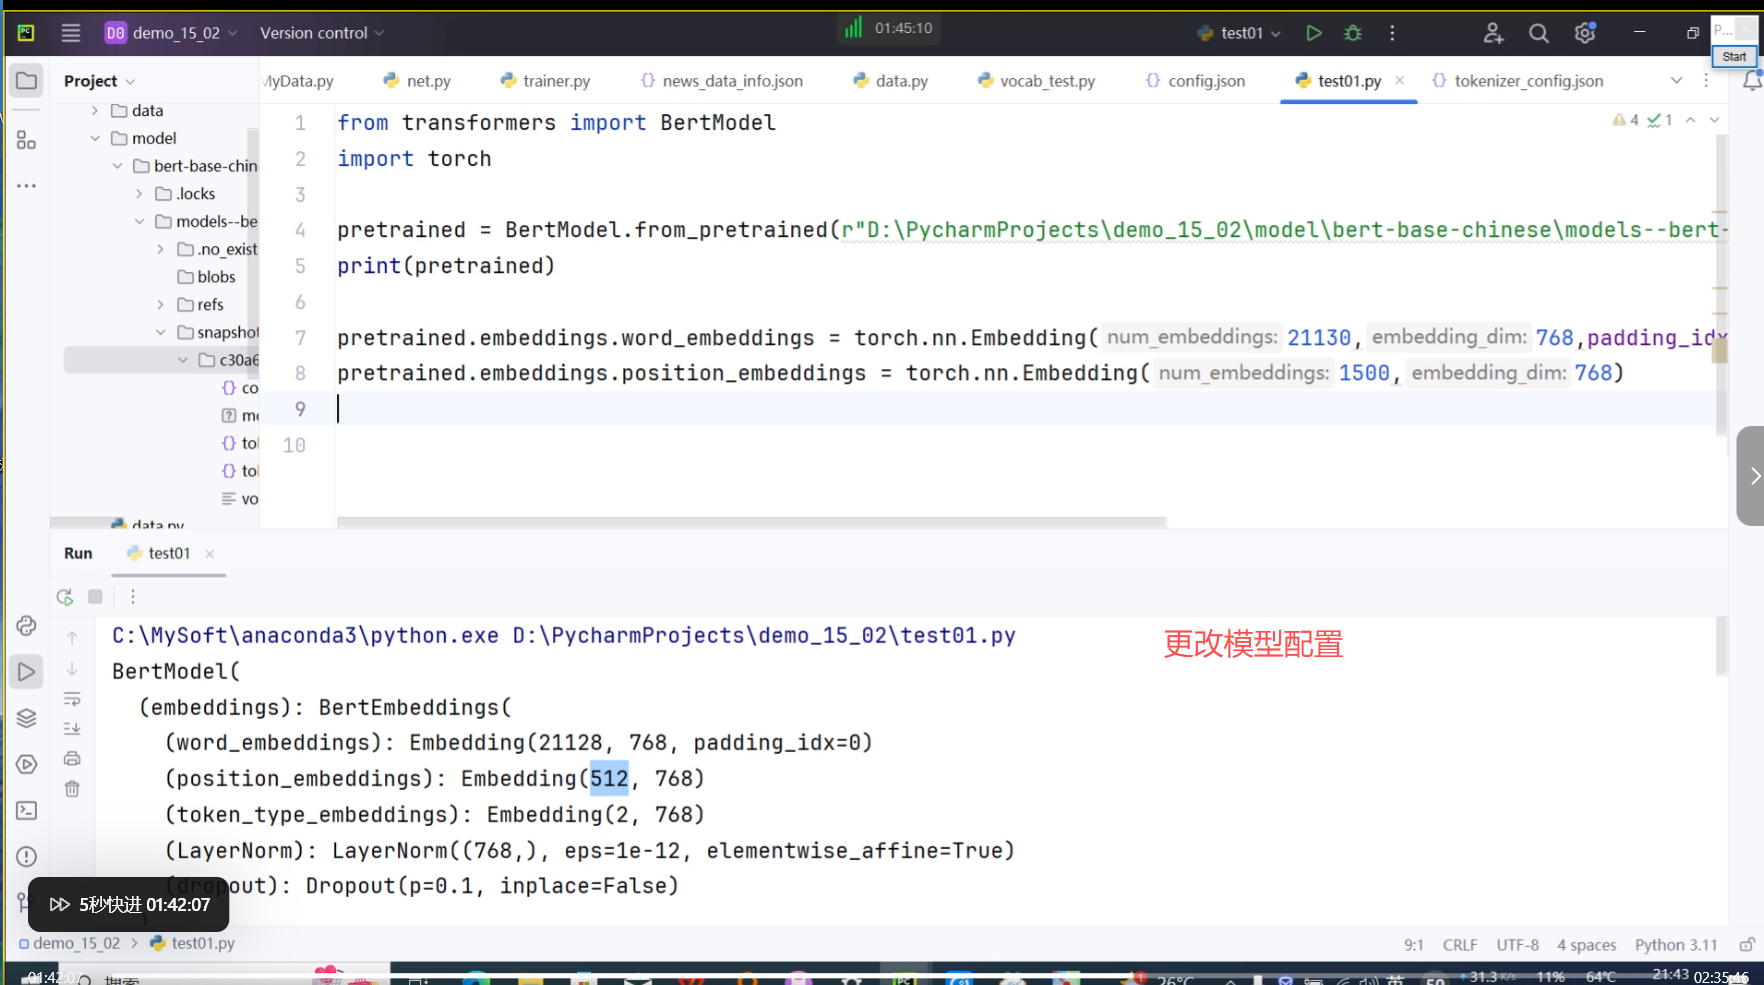 PC
D0 demo_15_02
Version control
01:45:10
test01
P...
Start
Project
MyData.py
net.py
trainer.py
{} news_data_info.json
data.py
vocab_test.py
{} config.json
test01.py ×
{} tokenizer_config.json
data
model
bert-base-chin
.locks
models--be
.no_exist
blobs
refs
snapshot
c30a6
{} co
? mo
{} tol
{} tol
vo
data.py
4 1
1 from transformers import BertModel
2 import torch
3
4 pretrained = BertModel.from_pretrained(r"D:\PycharmProjects\demo_15_02\model\bert-base-chinese\models--bert-
5 print(pretrained)
6
7 pretrained.embeddings.word_embeddings = torch.nn.Embedding( num_embeddings: 21130, embedding_dim: 768,padding_idx
8 pretrained.embeddings.position_embeddings = torch.nn.Embedding( num_embeddings: 1500, embedding_dim: 768)
9
10
Run
test01 ×
C:\MySoft\anaconda3\python.exe D:\PycharmProjects\demo_15_02\test01.py
更改模型配置
BertModel(
(embeddings): BertEmbeddings(
(word_embeddings): Embedding(21128, 768, padding_idx=0)
(position_embeddings): Embedding(512, 768)
(token_type_embeddings): Embedding(2, 768)
(LayerNorm): LayerNorm((768,), eps=1e-12, elementwise_affine=True)
(dropout): Dropout(p=0.1, inplace=False)
)
5秒快进 01:42:07
demo_15_02 > test01.py
9:1 CRLF UTF-8 4 spaces Python 3.11
01:42:07
搜索
26°C
英
50
31.3 K/s
11%
64°C
21:43
02:35:46